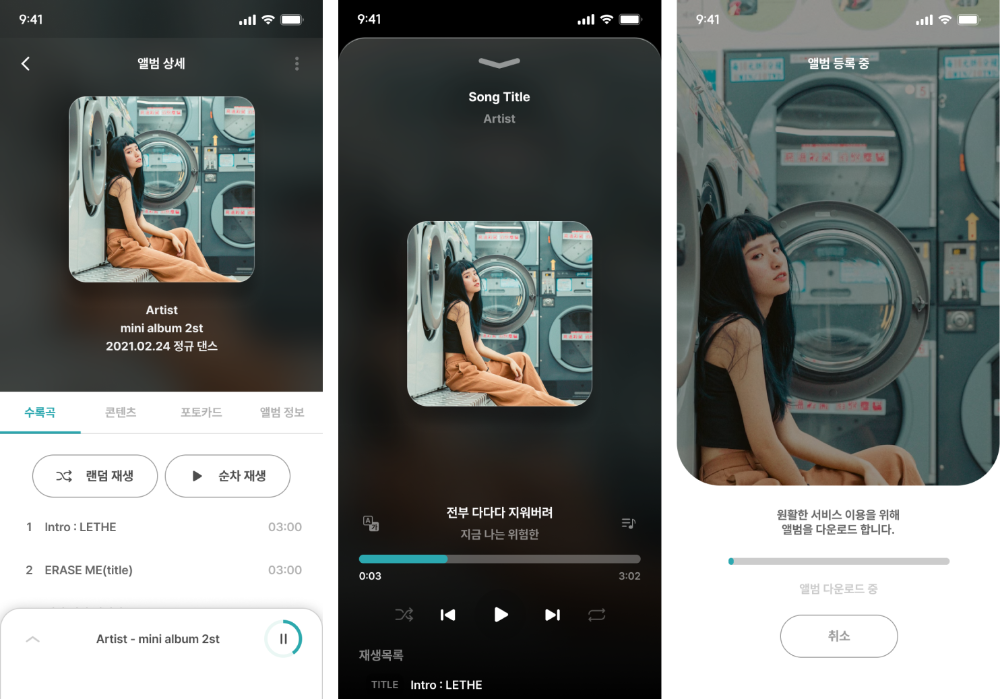 9:41
앨범 상세
Artist
mini album 2st
2021.02.24 정규 댄스
수록곡
콘텐츠
포토카드
앨범 정보
랜덤 재생
순차 재생
1 Intro : LETHE 03:00
2 ERASE ME(title) 03:00
Artist - mini album 2st
9:41
Song Title
Artist
전부 다다다 지워버려
지금 나는 위험한
0:03
3:02
재생목록
TITLE Intro : LETHE
9:41
앨범 등록 중
원활한 서비스 이용을 위해
앨범을 다운로드 합니다.
앨범 다운로드 중
취소